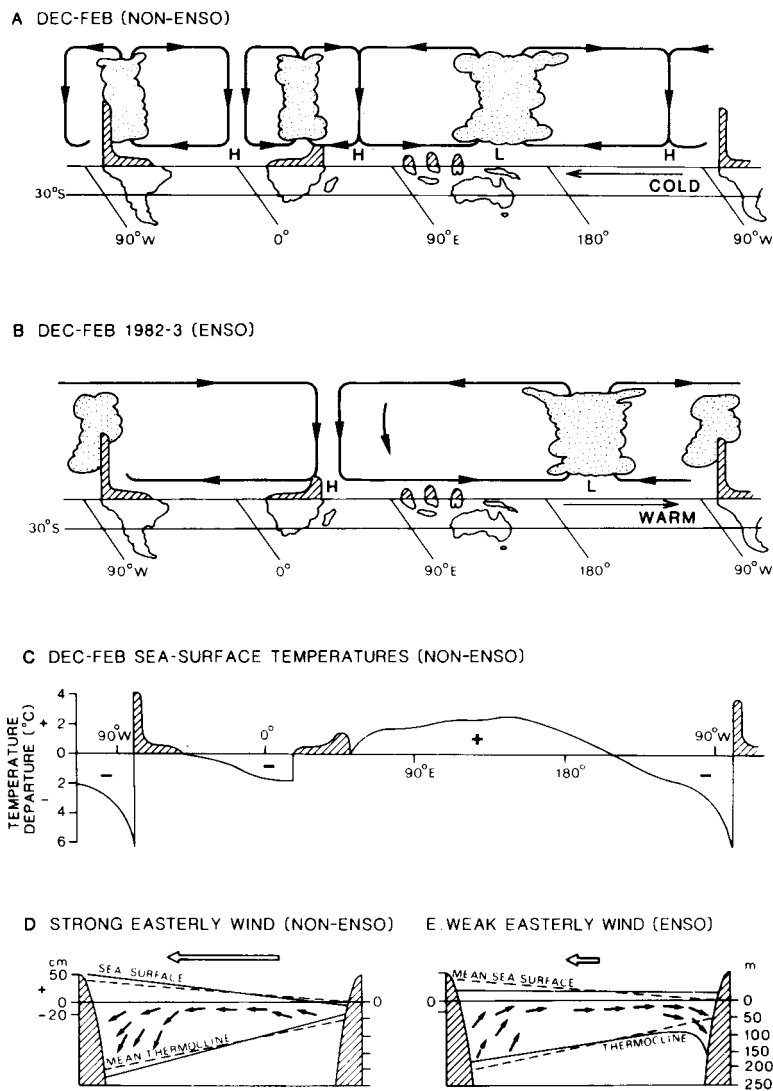 A DEC-FEB (NON-ENSO)
H H L H
COLD
30°S
90°W 0° 90°E 180° 90°W
B DEC-FEB 1982-3 (ENSO)
H L
WARM
30°S
90°W 0° 90°E 180° 90°W
C DEC-FEB SEA-SURFACE TEMPERATURES (NON-ENSO)
TEMPERATURE
DEPARTURE (°C)
+
-
4
2
0
2
4
6
90°W 0° 90°E 180° 90°W
- - + -
D STRONG EASTERLY WIND (NON-ENSO)
cm
50
+
0
-20
SEA SURFACE
0
MEAN THERMOCLINE
E. WEAK EASTERLY WIND (ENSO)
m
MEAN SEA SURFACE
0
50
100
150
200
250
THERMOCLINE